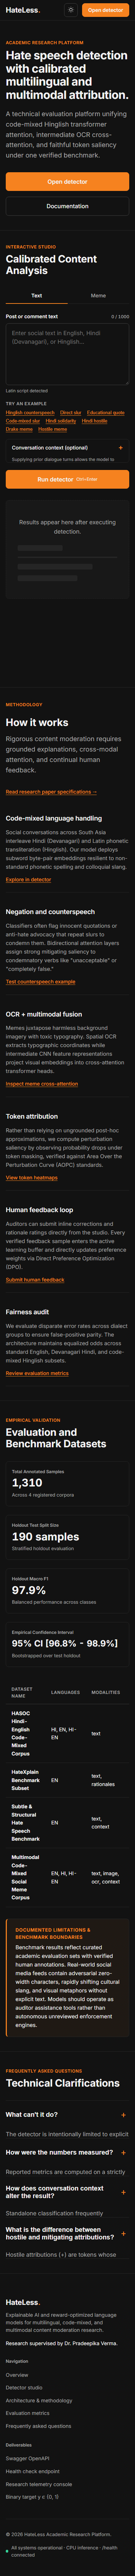 HateLess.
Open detector
ACADEMIC RESEARCH PLATFORM
Hate speech detection
with calibrated
multilingual and
multimodal attribution.
A technical evaluation platform unifying
code-mixed Hinglish transformer
attention, intermediate OCR cross-
attention, and faithful token saliency
under one verified benchmark.
Open detector
Documentation
INTERACTIVE STUDIO
Calibrated Content
Analysis
Text
Meme
Post or comment text
0 / 1000
Enter social text in English, Hindi
(Devanagari), or Hinglish...
Latin script detected
TRY AN EXAMPLE
Hinglish counterspeech
Direct slur
Educational quote
Code-mixed slur
Hinglish solidarity
Hindi hostile
Drake meme
Hostile meme
Conversation context (optional)
+
Supplying prior dialogue turns allows the model to
Run detector Ctrl+Enter
Results appear here after executing
detection.
METHODOLOGY
How it works
Rigorous content moderation requires
grounded explanations, cross-modal
attention, and continual human
feedback.
Read research paper specifications →
Code-mixed language handling
Social conversations across South Asia
interleave Hindi (Devanagari) and Latin phonetic
transliteration (Hinglish). Our model deploys
subword byte-pair embeddings resilient to non-
standard phonetic spelling and colloquial slang.
Explore in detector
Negation and counterspeech
Classifiers often flag innocent quotations or
anti-hate advocacy that repeats slurs to
condemn them. Bidirectional attention layers
assign strong mitigating saliency to
counterspeech verbs like "unacceptable" or
"completely false."
Test counterspeech example
OCR + multimodal fusion
Memes juxtapose harmless background
imagery with toxic typography. Spatial OCR
extracts typographic coordinates while
intermediate CNN feature representations
inspect visual embeddings into cross-attention
transformer heads.
Inspect meme cross-attention
Token attribution
Rather than relying on ungrounded post-hoc
approximations, we compute faithful perturbation
saliency by observing probability drops under
token masking, verified against Area Over the
Perturbation Curve (AOPC) standards.
View token heatmaps
Human feedback loop
Auditors can submit inline corrections and
rationale ratings directly from the studio. Every
verified feedback sample enters the active
learning queue to update reward weights via
Direct Preference Optimization
(DPO).
Submit human feedback
Fairness audit
We evaluate disparate error rates across dialect
groups to ensure false-positive parity. The
platform maintains strict equalized odds across
standard English, Devanagari Hindi, and code-
mixed Hinglish subsets.
Review evaluation metrics
EMPIRICAL VALIDATION
Evaluation and
Benchmark Datasets
Total Annotated Samples
1,310
Across 4 registered corpora
Holdout Test Split Size
190 samples
Stratified holdout evaluation
Holdout Macro F1
97.9%
Balanced performance across classes
Empirical Confidence Interval
95% CI [96.8% - 98.9%]
Bootstrapped over test holdout
DATASET NAME
LANGUAGES
MODALITIES
HASOC Hindi-English Code-Mixed Corpus
HI, EN, HI-EN
text
HateXplain Benchmark Subset
EN
text, rationales
Subtle & Structural Hate Speech Benchmark
EN
text, context
Multimodal Code-Mixed Social Meme Corpus
EN, HI, HI-EN
text, image, ocr, context
DOCUMENTED LIMITATIONS &
BENCHMARK BOUNDARIES
Benchmark results reflect curated
academic evaluation sets with verified
human annotations. Real-world social
media feeds contain adversarial zero-
width characters, rapidly shifting cultural
slang, and visual metaphors without
explicit text. Models should operate as
auditor assistance tools rather than
autonomous unreviewed enforcement
engines.
FREQUENTLY ASKED QUESTIONS
Technical Clarifications
What can't it do?
+
The detector is intentionally limited to explicit
How were the numbers measured?
+
Reported metrics are computed on a strictly
How does conversation context
alter the result?
+
Standalone classification frequently
What is the difference between
hostile and mitigating attributions?
+
Hostile attributions (+) are tokens whose
HateLess.
Explainable AI and reward-optimized language
models for multilingual, code-mixed, and
multimodal content moderation research.
Research supervised by Dr. Pradeepika Verma.
Navigation
Overview
Detector studio
Architecture & methodology
Evaluation metrics
Frequently asked questions
Deliverables
Swagger OpenAPI
Health check endpoint
Research telemetry console
Binary target y ∈ {0, 1}
© 2026 HateLess Academic Research Platform.
All systems operational · CPU inference · /health
connected